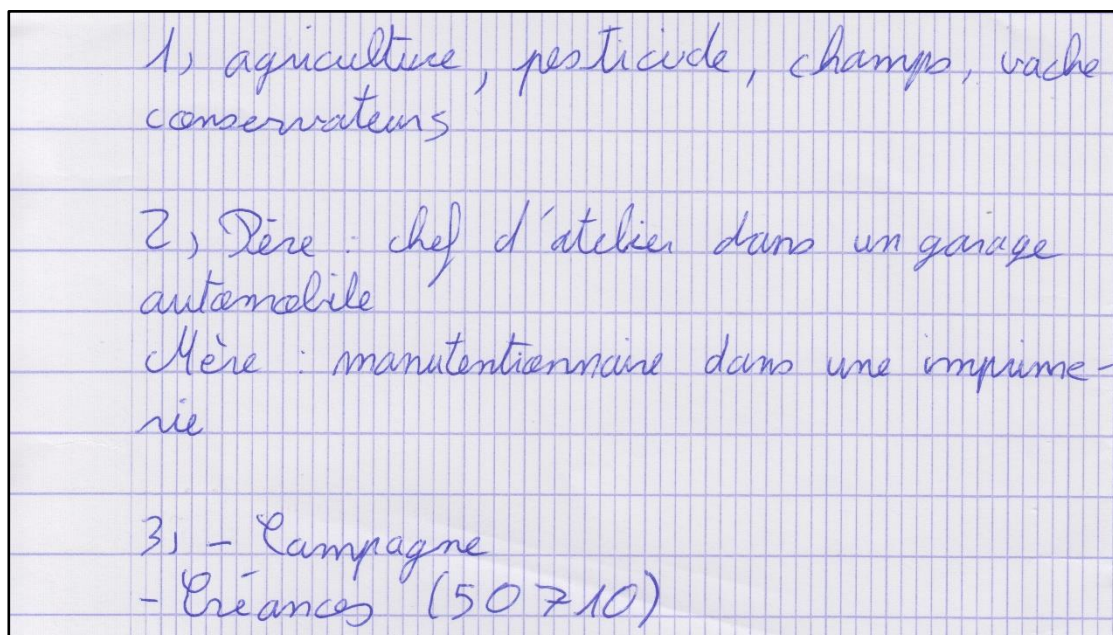 1) agriculture, pesticide, champs, vache
conservateurs
2) Père : chef d'atelier dans un garage
automobile
Mère : manutentionnaire dans une imprime-
rie
3) - Campagne
- Créances (50710)